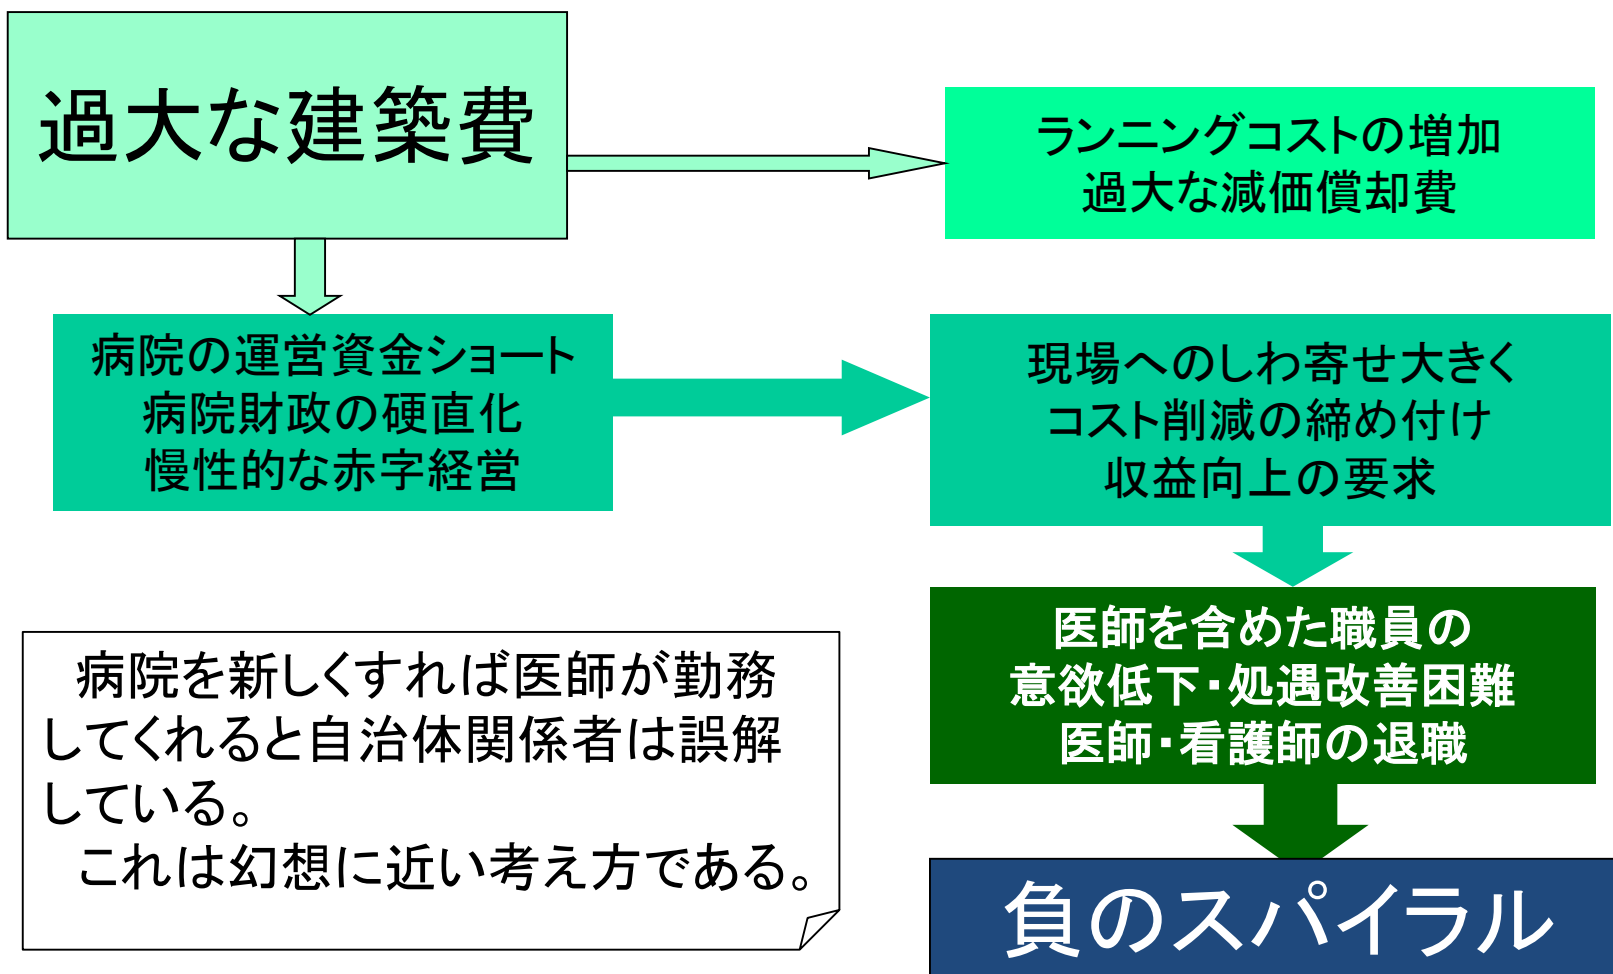 過大な建築費
ランニングコストの増加
過大な減価償却費
病院の運営資金ショート
病院財政の硬直化
慢性的な赤字経営
現場へのしわ寄せ大きく
コスト削減の締め付け
収益向上の要求
医師を含めた職員の
意欲低下・処遇改善困難
医師・看護師の退職
病院を新しくすれば医師が勤務
してくれると自治体関係者は誤解
している。
これは幻想に近い考え方である。
負のスパイラル